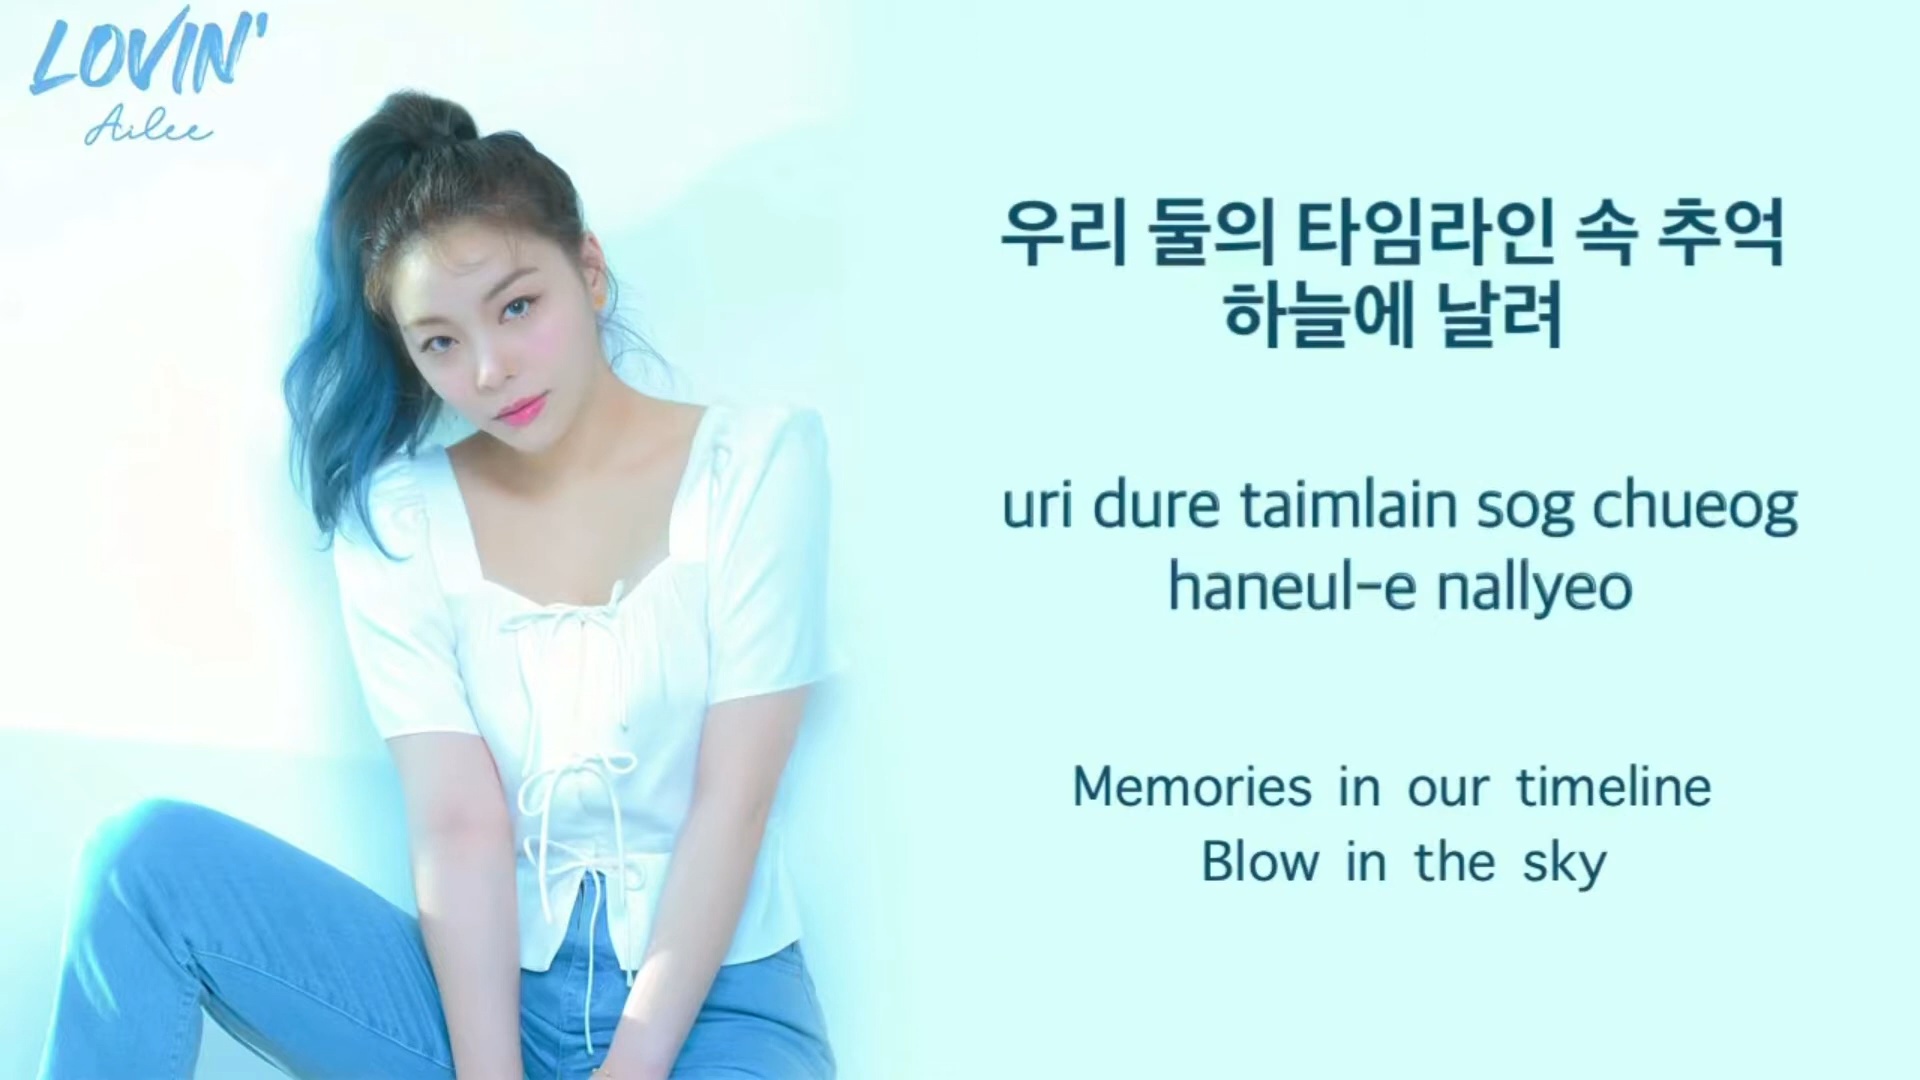 LOVIN'
Ailee
우리 둘의 타임라인 속 추억
하늘에 날려
uri dure taimlain sog chueog
haneul-e nallyeo
Memories in our timeline
Blow in the sky